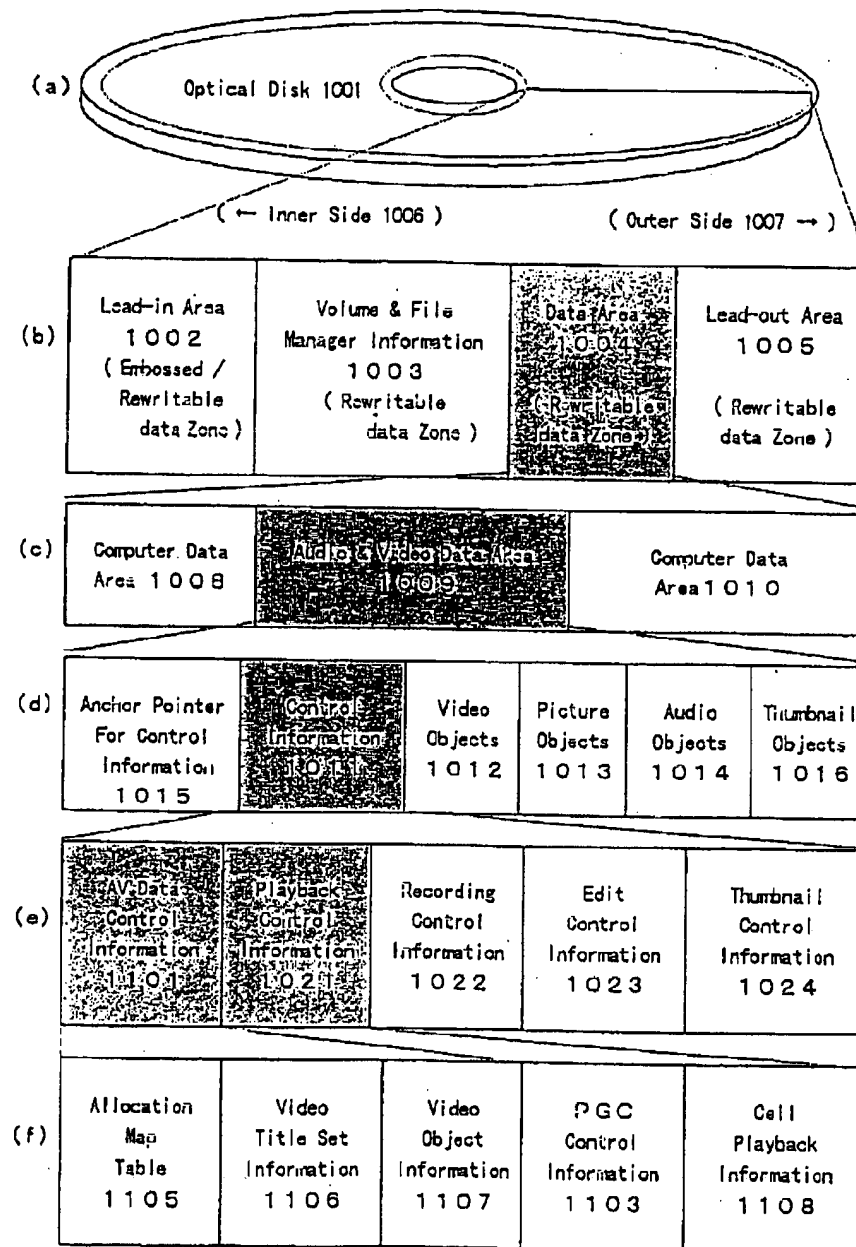 (a)
Optical Disk 1001
( ← Inner Side 1006 )
( Outer Side 1007 → )
(b)
Lead-in Area
1002
( Embossed /
Rewritable
data Zone )
Volume & File
Manager Information
1003
( Rewritable
data Zone )
Data Area
1004
( Rewritable
data Zone )
Lead-out Area
1005
( Rewritable
data Zone )
(c)
Computer Data
Area 1008
Audio & Video Data Area
1009
Computer Data
Area 1010
(d)
Anchor Pointer
For Control
Information
1015
Control
Information
1011
Video
Objects
1012
Picture
Objects
1013
Audio
Objects
1014
Thumbnail
Objects
1016
(e)
AV Data
Control
Information
1101
Playback
Control
Information
1021
Recording
Control
Information
1022
Edit
Control
Information
1023
Thumbnail
Control
Information
1024
(f)
Allocation
Map
Table
1105
Video
Title Set
Information
1106
Video
Object
Information
1107
PGC
Control
Information
1103
Cell
Playback
Information
1108